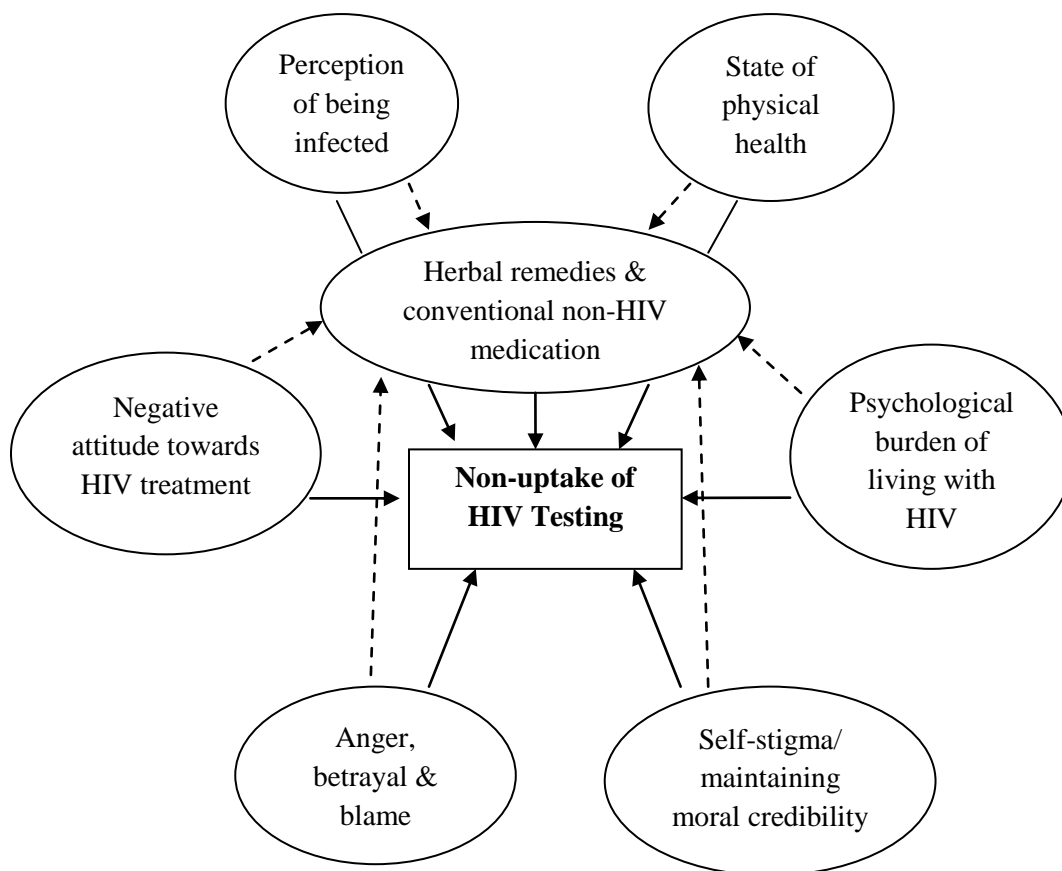 Perception
of being
infected
State of
physical
health
Herbal remedies &
conventional non-HIV
medication
Negative
attitude towards
HIV treatment
Non-uptake of
HIV Testing
Psychological
burden of
living with
HIV
Anger,
betrayal &
blame
Self-stigma/
maintaining
moral credibility